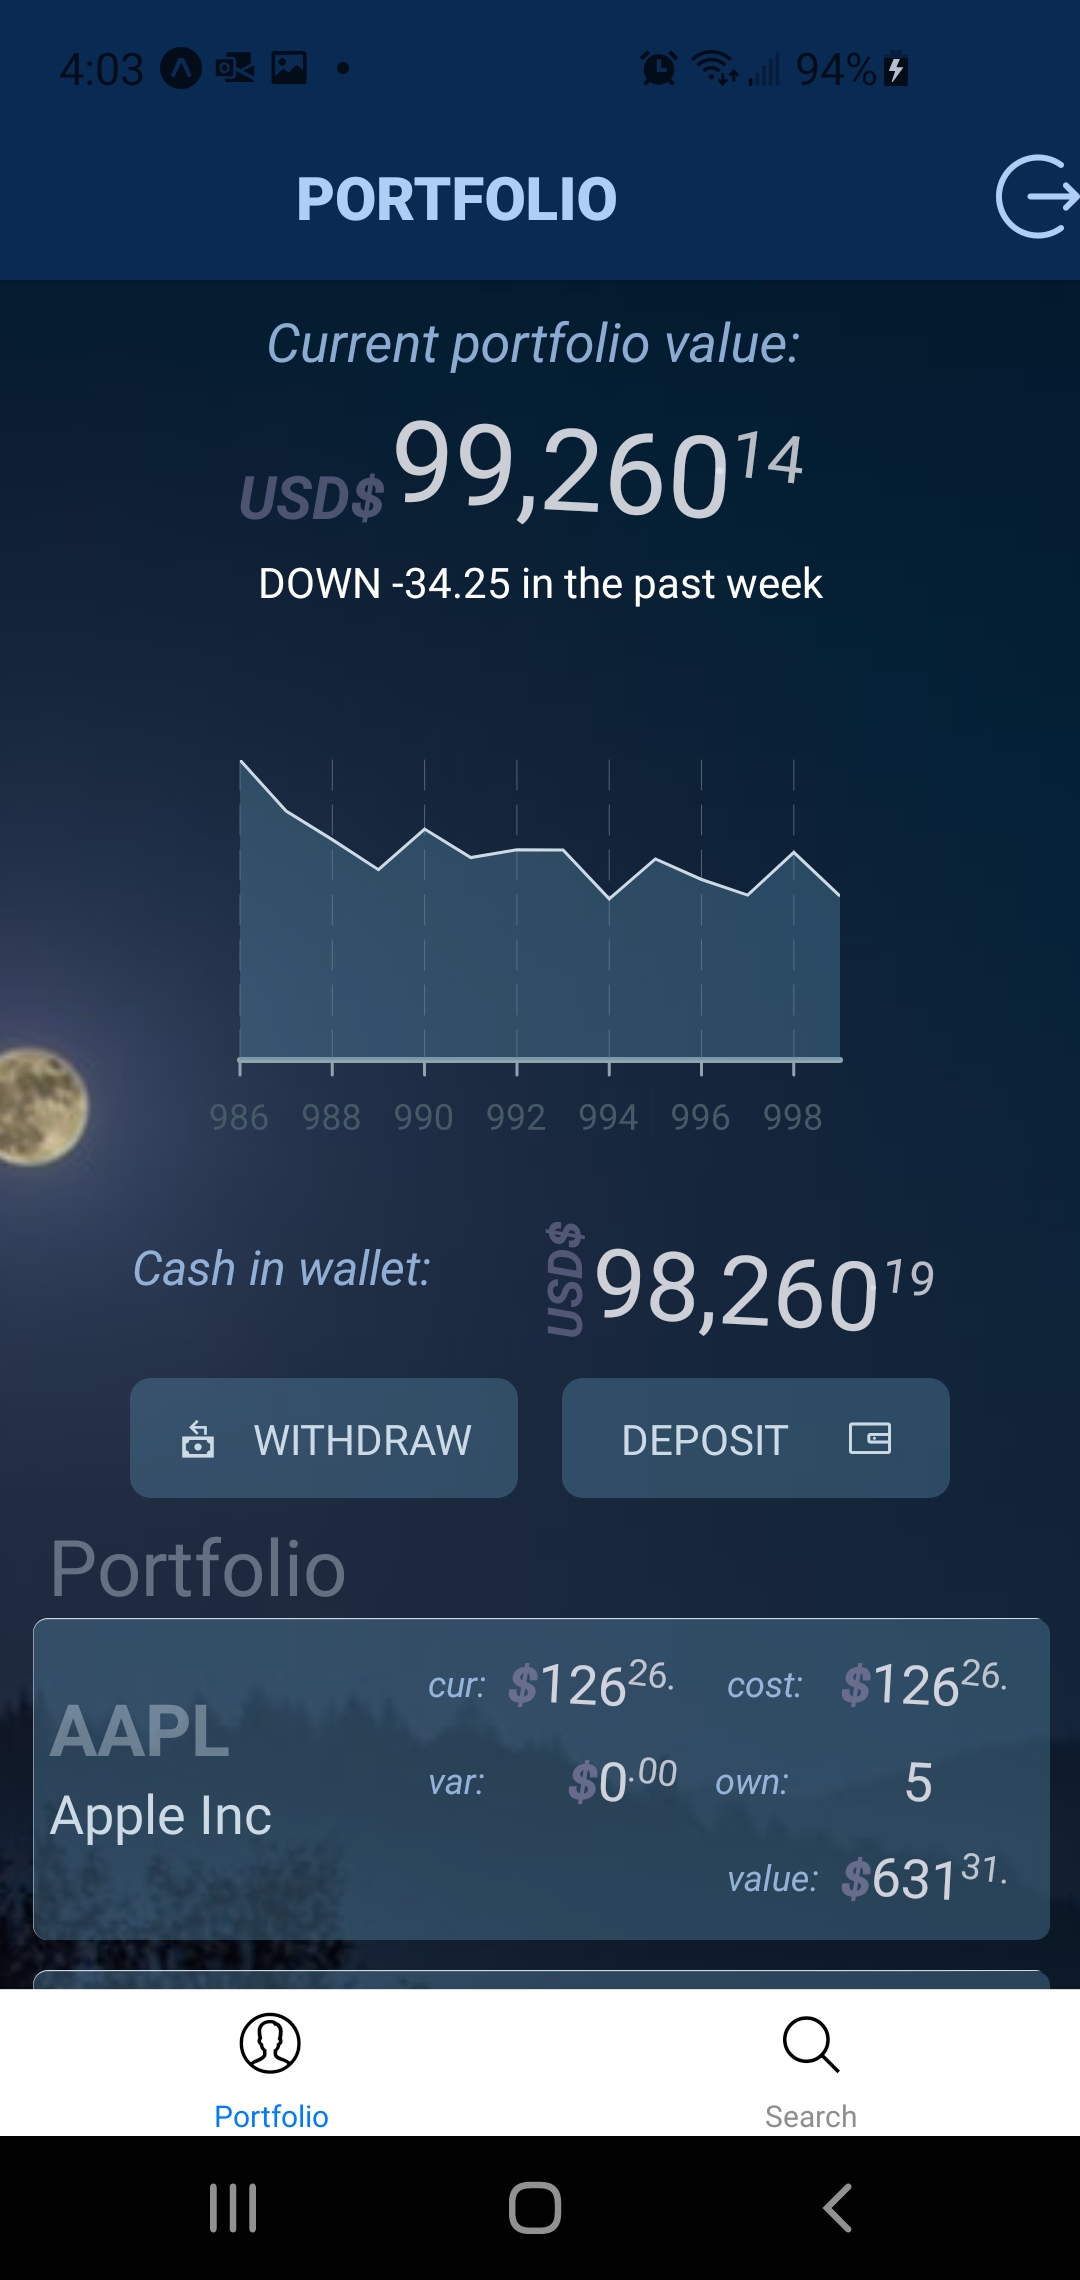 4:03 94%
PORTFOLIO
Current portfolio value:
USD$ 99,260 14
DOWN -34.25 in the past week
986 988 990 992 994 996 998
Cash in wallet: USD$ 98,260 19
WITHDRAW DEPOSIT
Portfolio
cur: $126 26. cost: $126 26.
AAPL
var: $0 .00 own: 5
Apple Inc
value: $631 31.
Portfolio Search